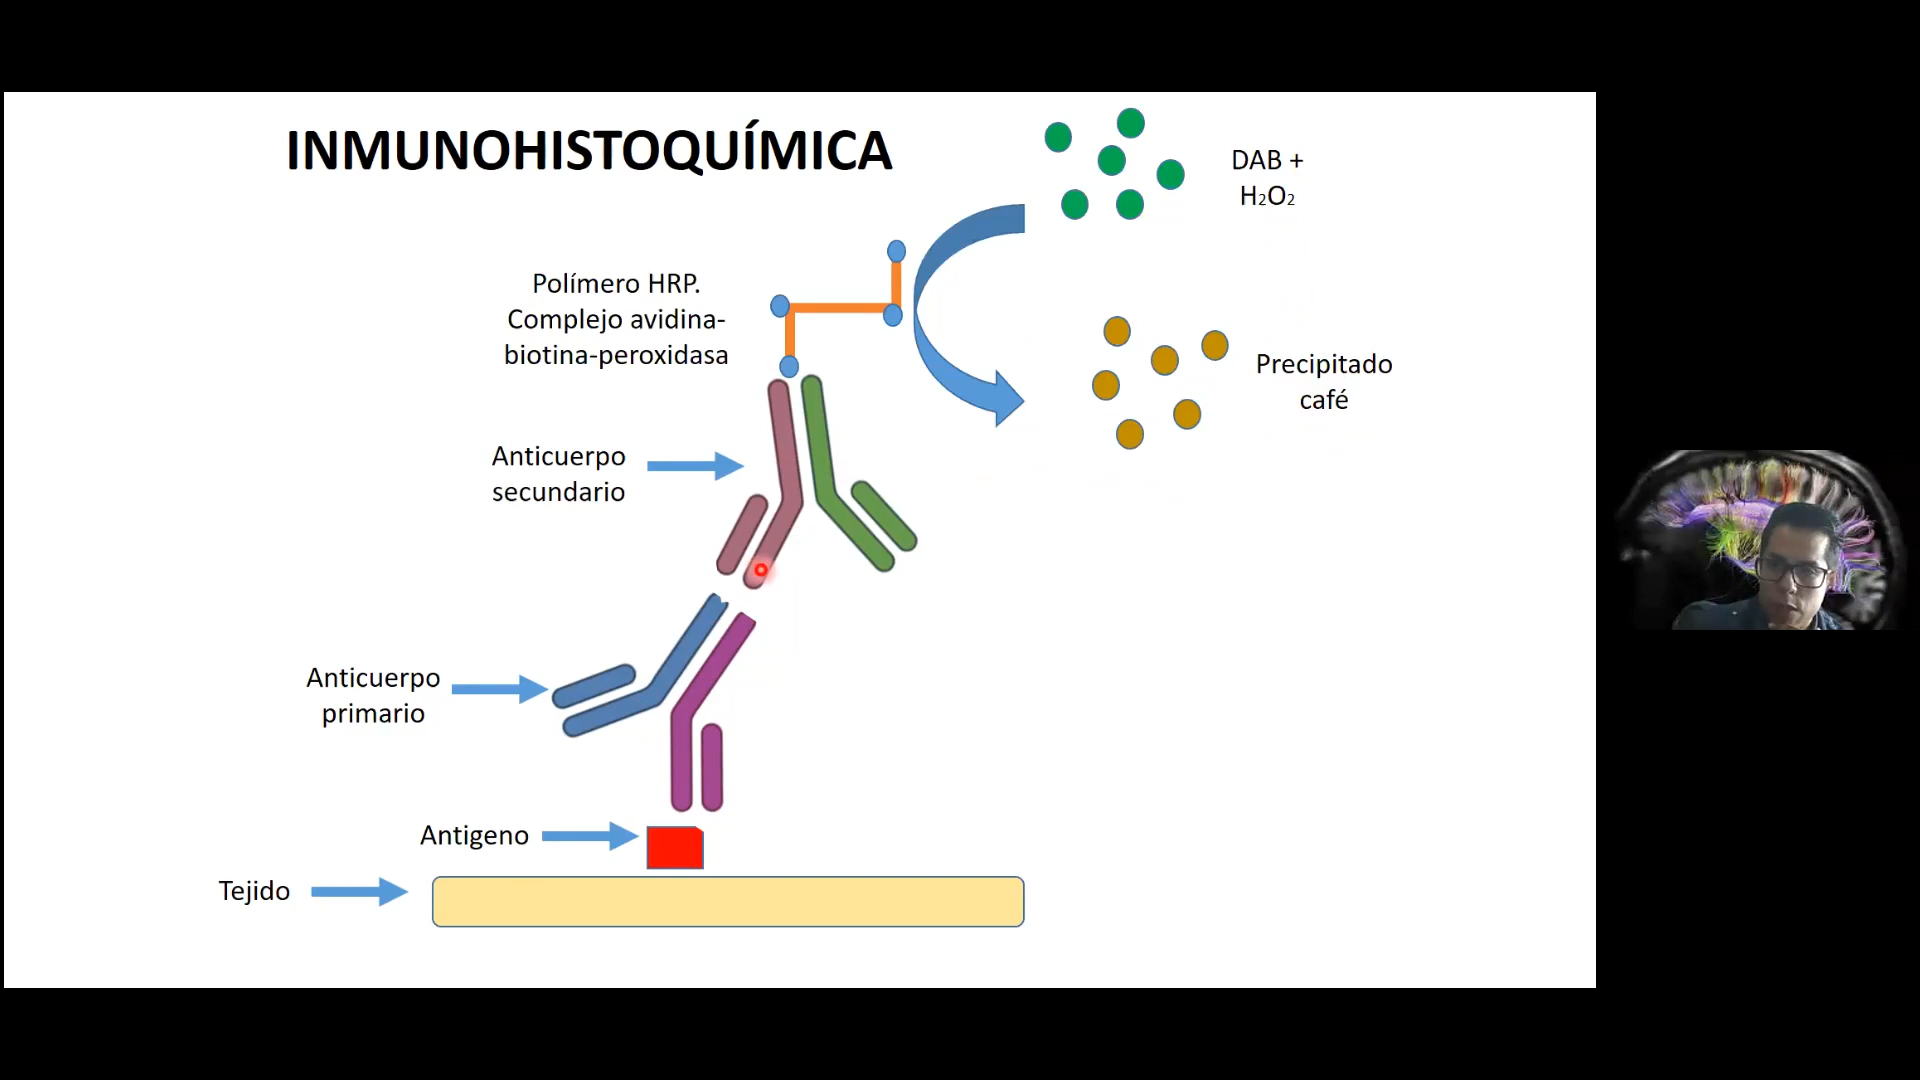 INMUNOHISTOQUÍMICA
DAB +
H₂O₂
Polímero HRP.
Complejo avidina-
biotina-peroxidasa
Precipitado
café
Anticuerpo
secundario
Anticuerpo
primario
Antigeno
Tejido